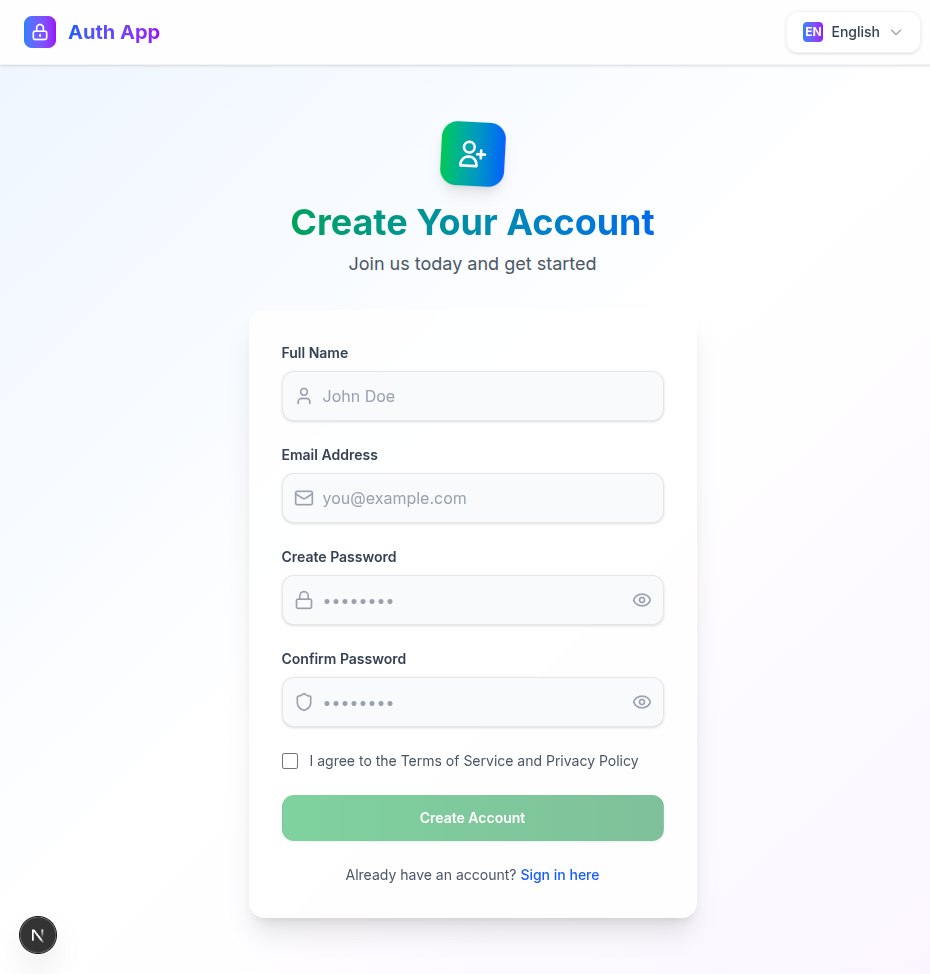 Auth App
EN English
Create Your Account
Join us today and get started
Full Name
John Doe
Email Address
you@example.com
Create Password
••••••••
Confirm Password
••••••••
I agree to the Terms of Service and Privacy Policy
Create Account
Already have an account? Sign in here
N